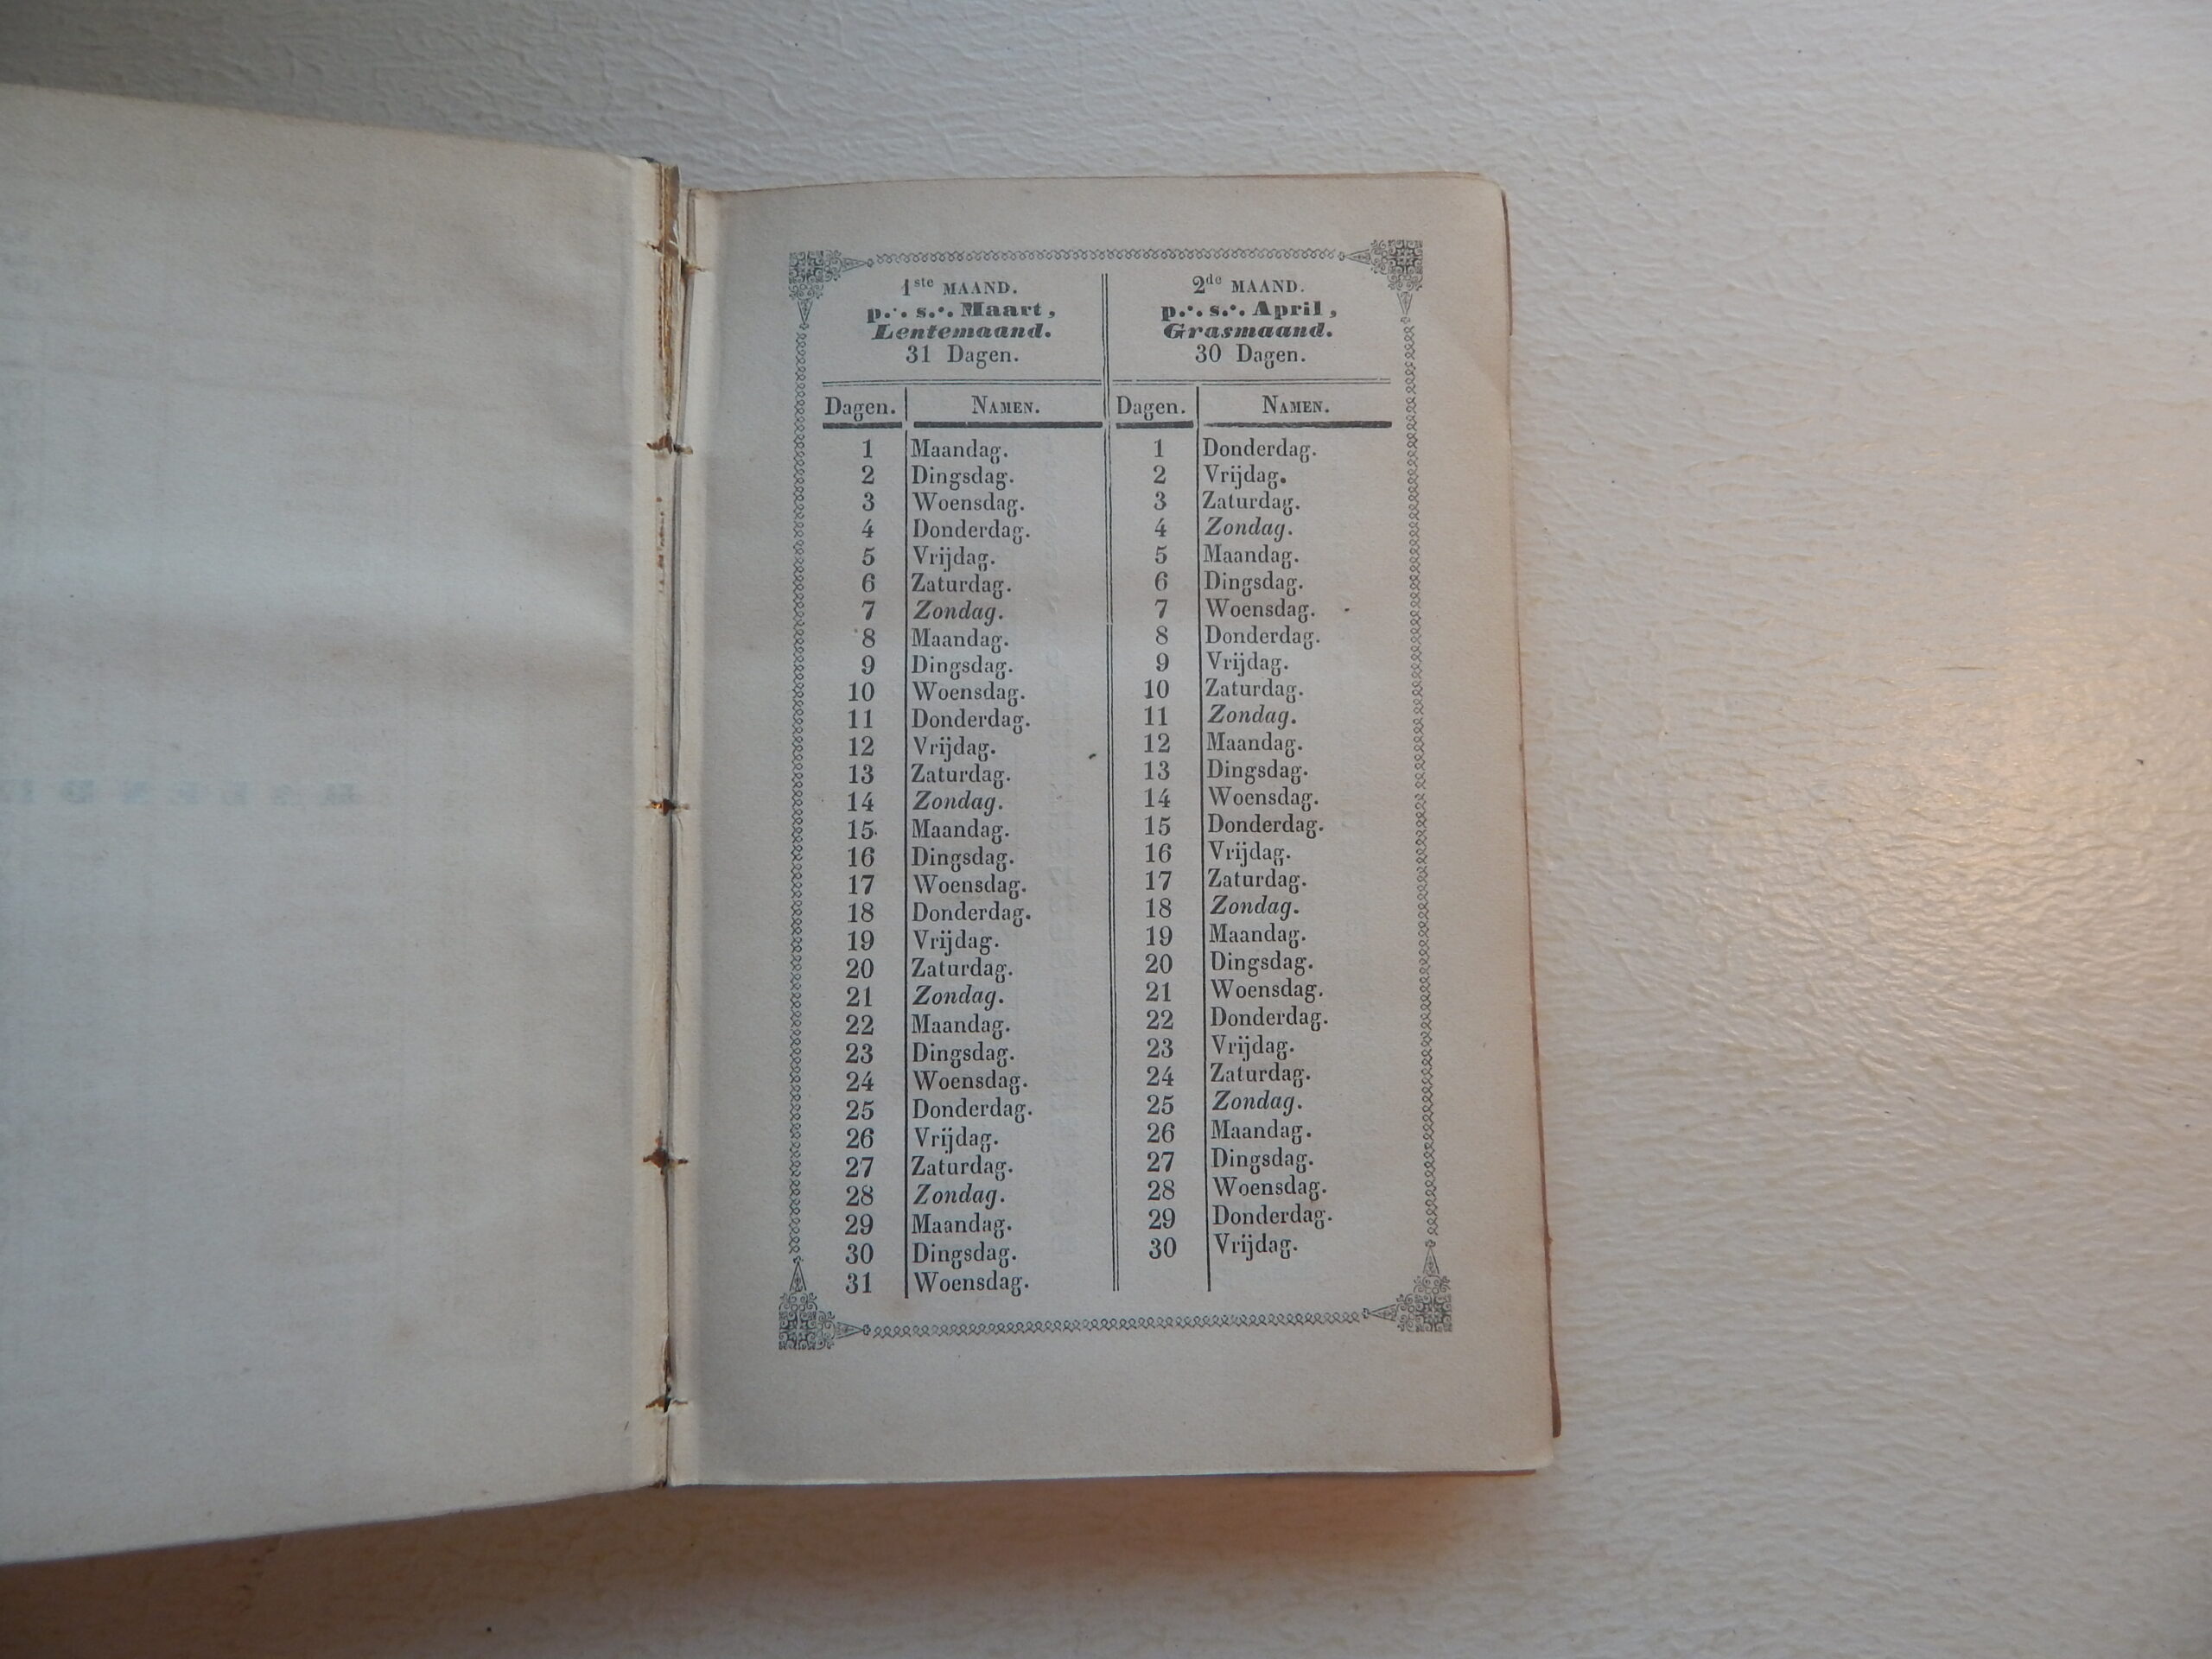 1ste MAAND.
p.∴ s.∴ Maart,
Lentemaand.
31 Dagen.
Dagen. NAMEN.
1 Maandag.
2 Dingsdag.
3 Woensdag.
4 Donderdag.
5 Vrijdag.
6 Zaturdag.
7 Zondag.
8 Maandag.
9 Dingsdag.
10 Woensdag.
11 Donderdag.
12 Vrijdag.
13 Zaturdag.
14 Zondag.
15 Maandag.
16 Dingsdag.
17 Woensdag.
18 Donderdag.
19 Vrijdag.
20 Zaturdag.
21 Zondag.
22 Maandag.
23 Dingsdag.
24 Woensdag.
25 Donderdag.
26 Vrijdag.
27 Zaturdag.
28 Zondag.
29 Maandag.
30 Dingsdag.
31 Woensdag.
2de MAAND.
p.∴ s.∴ April,
Grasmaand.
30 Dagen.
Dagen. NAMEN.
1 Donderdag.
2 Vrijdag.
3 Zaturdag.
4 Zondag.
5 Maandag.
6 Dingsdag.
7 Woensdag.
8 Donderdag.
9 Vrijdag.
10 Zaturdag.
11 Zondag.
12 Maandag.
13 Dingsdag.
14 Woensdag.
15 Donderdag.
16 Vrijdag.
17 Zaturdag.
18 Zondag.
19 Maandag.
20 Dingsdag.
21 Woensdag.
22 Donderdag.
23 Vrijdag.
24 Zaturdag.
25 Zondag.
26 Maandag.
27 Dingsdag.
28 Woensdag.
29 Donderdag.
30 Vrijdag.